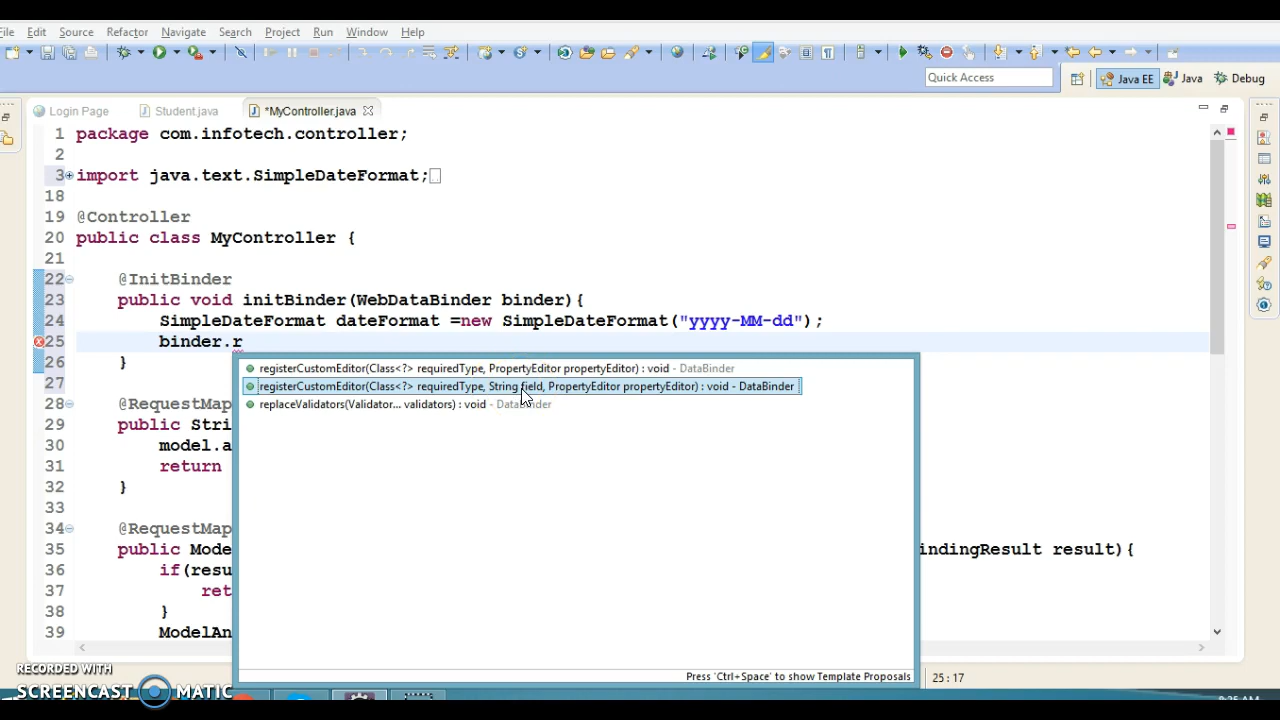 File Edit Source Refactor Navigate Search Project Run Window Help
Quick Access
Java EE
Java
Debug
Login Page
Student.java
*MyController.java
1 package com.infotech.controller;
2
3 import java.text.SimpleDateFormat;
18
19 @Controller
20 public class MyController {
21
22 @InitBinder
23 public void initBinder(WebDataBinder binder){
24 SimpleDateFormat dateFormat =new SimpleDateFormat("yyyy-MM-dd");
25 binder.r
26 }
registerCustomEditor(Class<?> requiredType, PropertyEditor propertyEditor) : void - DataBinder
27
registerCustomEditor(Class<?> requiredType, String field, PropertyEditor propertyEditor) : void - DataBinder
28 @RequestMap
replaceValidators(Validator... validators) : void - DataBinder
29 public Stri
30 model.a
31 return
32 }
33
34 @RequestMap
35 public Mode
ndingResult result){
36 if(resu
37 ret
38 }
39 ModelAn
Press 'Ctrl+Space' to show Template Proposals
25 : 17
RECORDED WITH
SCREENCAST MATIC